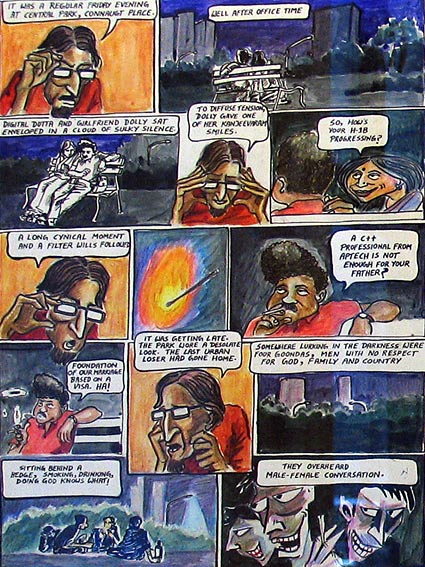 IT WAS A REGULAR FRIDAY EVENING
AT CENTRAL PARK, CONNAUGT PLACE.
WELL AFTER OFFICE TIME
DIGITAL DUTTA AND GIRLFRIEND DOLLY SAT
ENVELOPED IN A CLOUD OF SULKY SILENCE.
TO DIFFUSE TENSION,
DOLLY GAVE ONE
OF HER KANJEEVARAM
SMILES.
SO, HOW'S
YOUR H-1B
PROGRESSING?
A LONG CYNICAL MOMENT
AND A FILTER WILLS FOLLOWED
A C++
PROFESSIONAL FROM
APTECH IS NOT
ENOUGH FOR YOUR
FATHER?
FOUNDATION
OF OUR MARRIAGE
BASED ON A
VISA. HA!
IT WAS GETTING LATE.
THE PARK WORE A DESOLATE
LOOK. THE LAST URBAN
LOSER HAD GONE HOME.
SOMEWHERE LURKING IN THE DARKNESS WERE
FOUR GOONDAS, MEN WITH NO RESPECT
FOR GOD, FAMILY AND COUNTRY
SITTING BEHIND A
HEDGE, SMOKING, DRINKING,
DOING GOD KNOWS WHAT!
THEY OVERHEARD
MALE-FEMALE CONVERSATION.